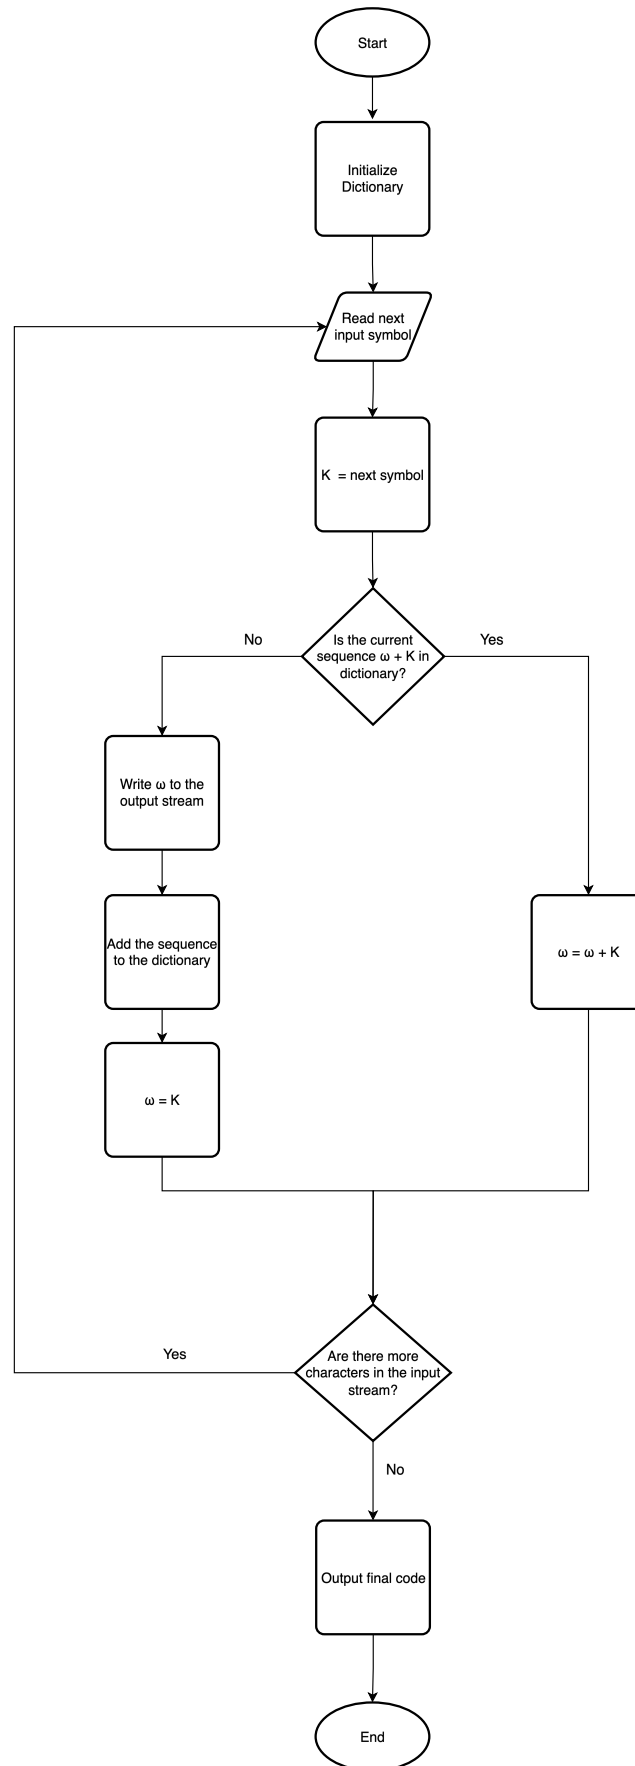 Start
Initialize
Dictionary
Read next
input symbol
K = next symbol
Is the current
sequence ω + K in
dictionary?
No
Yes
Write ω to the
output stream
Add the sequence
to the dictionary
ω = ω + K
ω = K
Are there more
characters in the input
stream?
Yes
No
Output final code
End